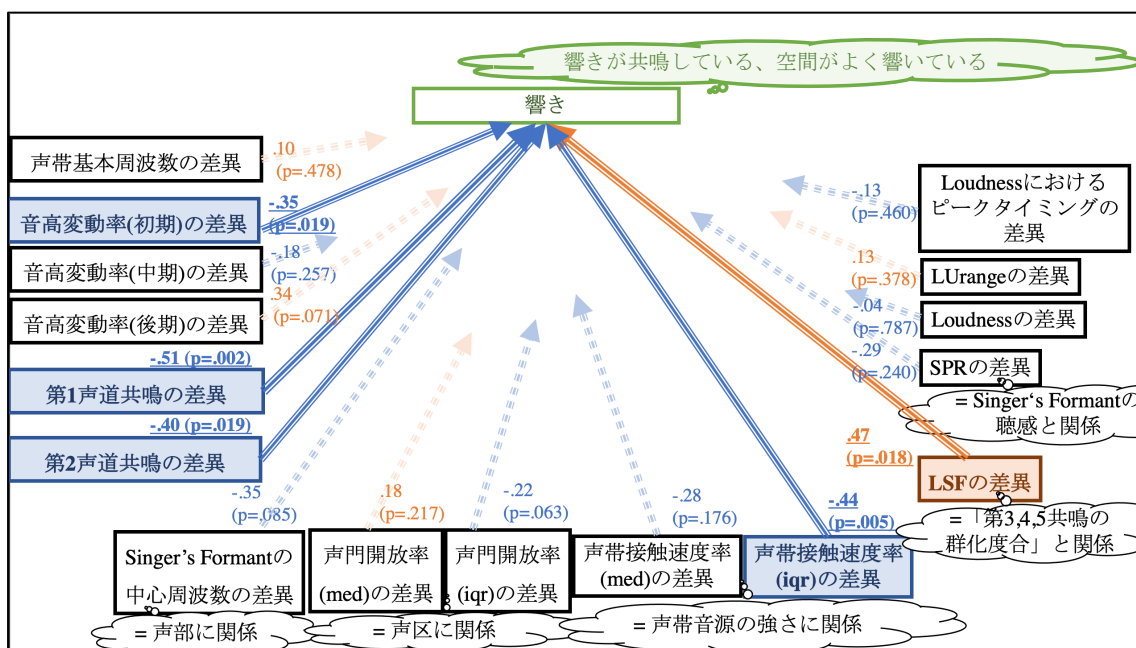 響きが共鳴している、空間がよく響いている
響き
声帯基本周波数の差異
.10
(p=.478)
音高変動率(初期)の差異
-.35
(p=.019)
音高変動率(中期)の差異
-.18
(p=.257)
音高変動率(後期)の差異
.34
(p=.071)
-.51 (p=.002)
第1声道共鳴の差異
-.40 (p=.019)
第2声道共鳴の差異
Loudnessにおける
ピークタイミングの
差異
-.13
(p=.460)
LUrangeの差異
.13
(p=.378)
Loudnessの差異
-.04
(p=.787)
SPRの差異
-.29
(p=.240)
= Singer‘s Formantの
聴感と関係
.47
(p=.018)
LSFの差異
=「第3,4,5共鳴の
群化度合」と関係
-.35
(p=.085)
Singer’s Formantの
中心周波数の差異
= 声部に関係
.18
(p=.217)
声門開放率
(med)の差異
-.22
(p=.063)
声門開放率
(iqr)の差異
= 声区に関係
-.28
(p=.176)
声帯接触速度率
(med)の差異
-.44
(p=.005)
声帯接触速度率
(iqr)の差異
= 声帯音源の強さに関係